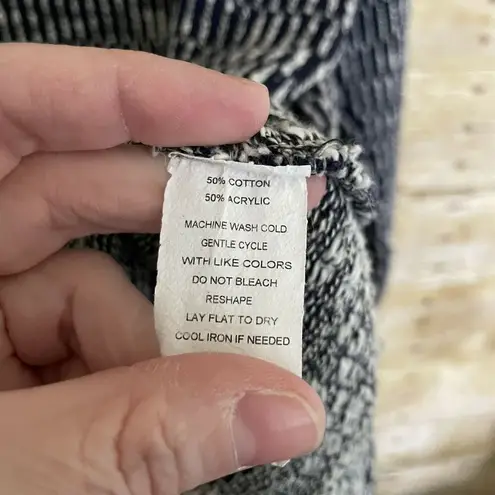 50% COTTON
50% ACRYLIC
MACHINE WASH COLD
GENTLE CYCLE
WITH LIKE COLORS
DO NOT BLEACH
RESHAPE
LAY FLAT TO DRY
COOL IRON IF NEEDED